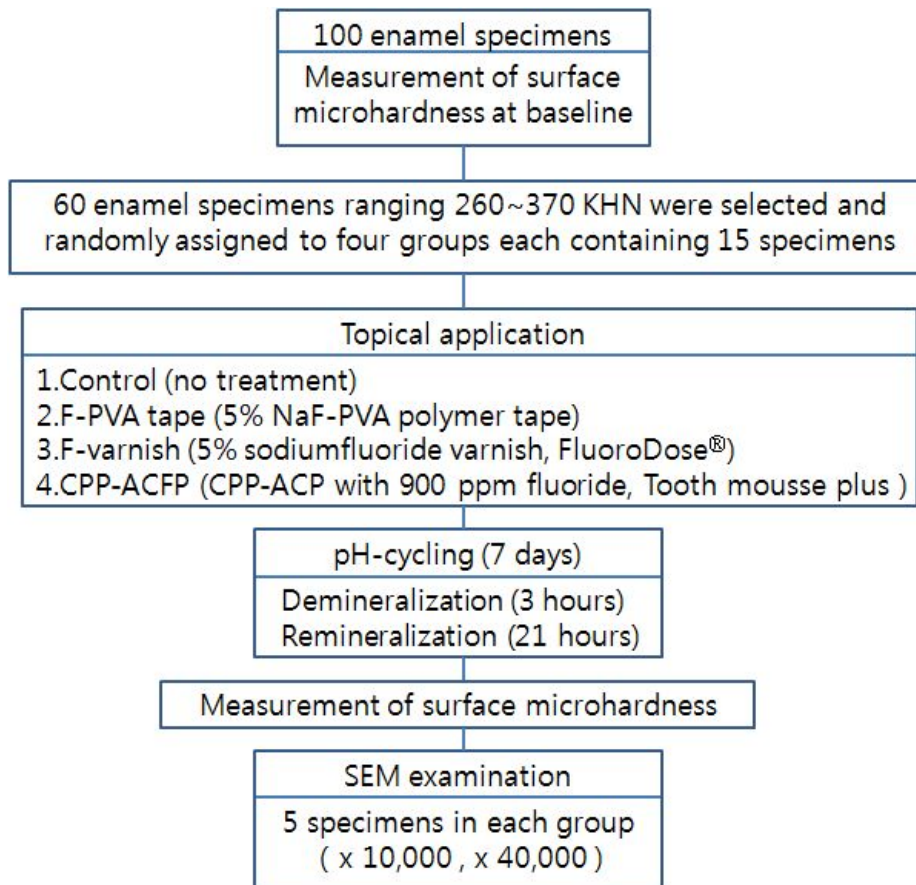 100 enamel specimens
Measurement of surface
microhardness at baseline
60 enamel specimens ranging 260~370 KHN were selected and
randomly assigned to four groups each containing 15 specimens
Topical application
1.Control (no treatment)
2.F-PVA tape (5% NaF-PVA polymer tape)
3.F-varnish (5% sodiumfluoride varnish, FluoroDose®)
4.CPP-ACFP (CPP-ACP with 900 ppm fluoride, Tooth mousse plus )
pH-cycling (7 days)
Demineralization (3 hours)
Remineralization (21 hours)
Measurement of surface microhardness
SEM examination
5 specimens in each group
( x 10,000 , x 40,000 )